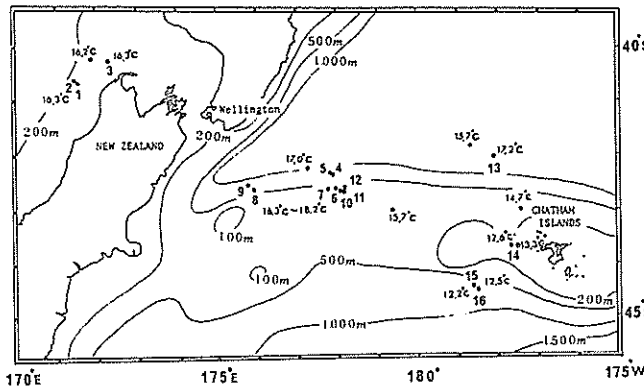 40°S
500m
1,000m
16.2°C
16.3°C
3
2
1
16.3°C
Wellington
200m
200m
NEW ZEALAND
15.7°C
17.2°C
13
17.0°C
5
4
12
9
8
7
6
10
11
14.7°C
CHATHAM
ISLANDS
16.3°C~18.2°C
15.7°C
100m
12.6°C
13.3°C
14
100m
500m
15
12.5°C
200m
12.2°C
16
45°
1,000m
1,500m
170°E
175°E
180°
175°W